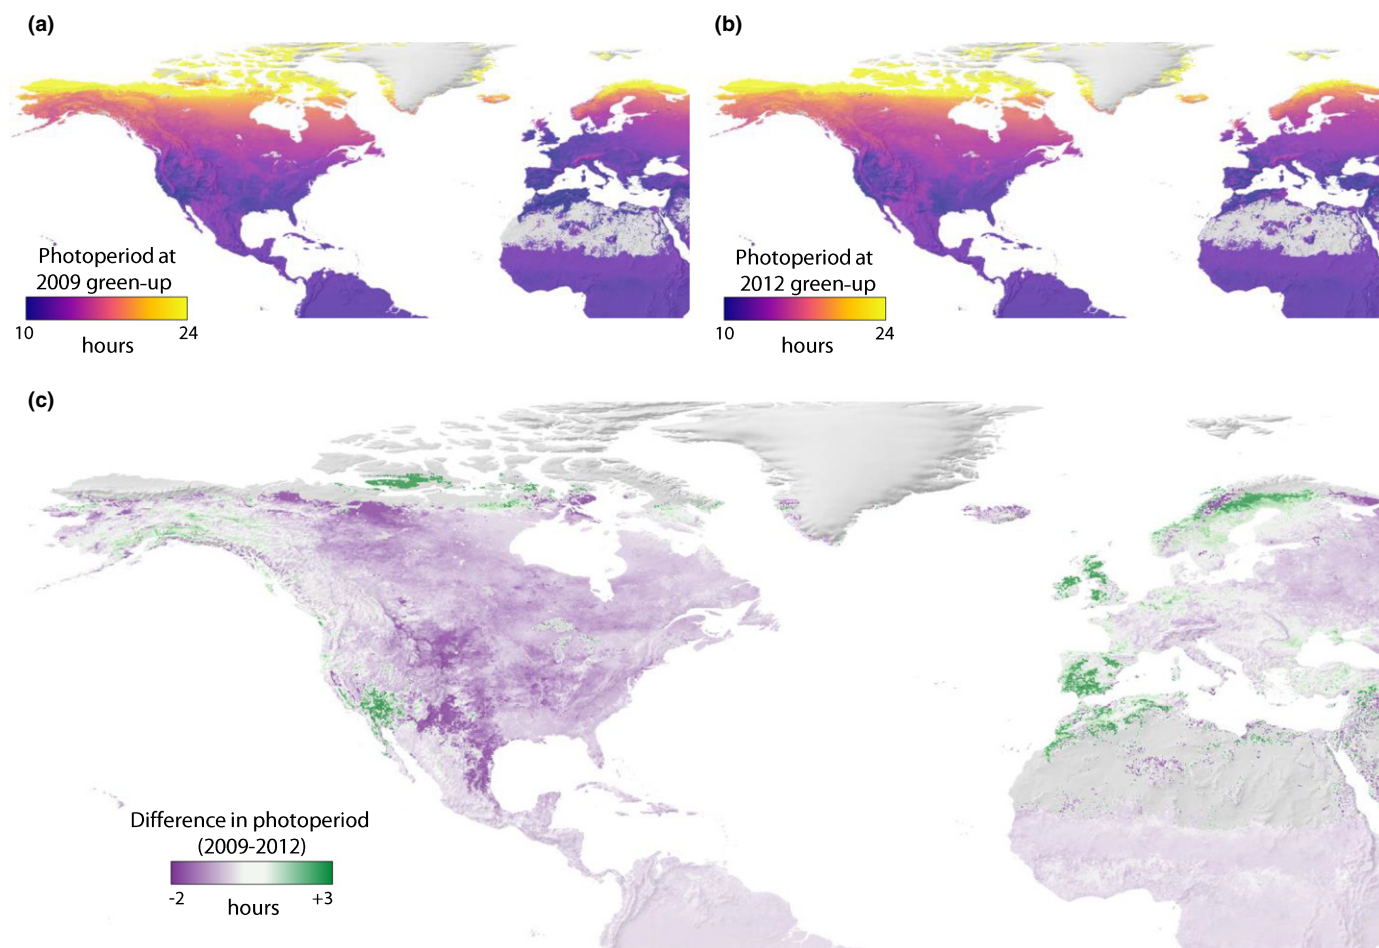 (a)
(b)
Photoperiod at
2009 green-up
10
24
hours
Photoperiod at
2012 green-up
10
24
hours
(c)
Difference in photoperiod
(2009-2012)
-2
+3
hours